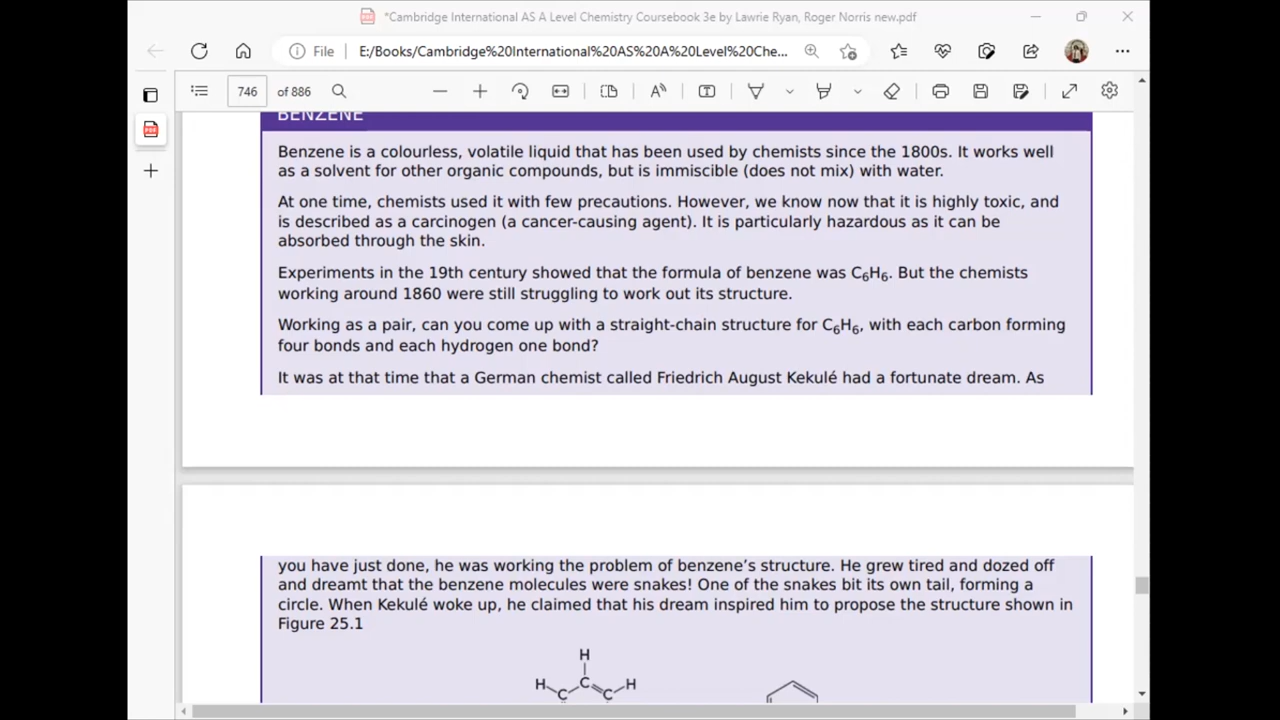 *Cambridge International AS A Level Chemistry Coursebook 3e by Lawrie Ryan, Roger Norris new.pdf
File | E:/Books/Cambridge%20International%20AS%20A%20Level%20Che...
746 of 886
BENZENE
Benzene is a colourless, volatile liquid that has been used by chemists since the 1800s. It works well
as a solvent for other organic compounds, but is immiscible (does not mix) with water.
At one time, chemists used it with few precautions. However, we know now that it is highly toxic, and
is described as a carcinogen (a cancer-causing agent). It is particularly hazardous as it can be
absorbed through the skin.
Experiments in the 19th century showed that the formula of benzene was C₆H₆. But the chemists
working around 1860 were still struggling to work out its structure.
Working as a pair, can you come up with a straight-chain structure for C₆H₆, with each carbon forming
four bonds and each hydrogen one bond?
It was at that time that a German chemist called Friedrich August Kekulé had a fortunate dream. As
you have just done, he was working the problem of benzene’s structure. He grew tired and dozed off
and dreamt that the benzene molecules were snakes! One of the snakes bit its own tail, forming a
circle. When Kekulé woke up, he claimed that his dream inspired him to propose the structure shown in
Figure 25.1
H
H C C C H